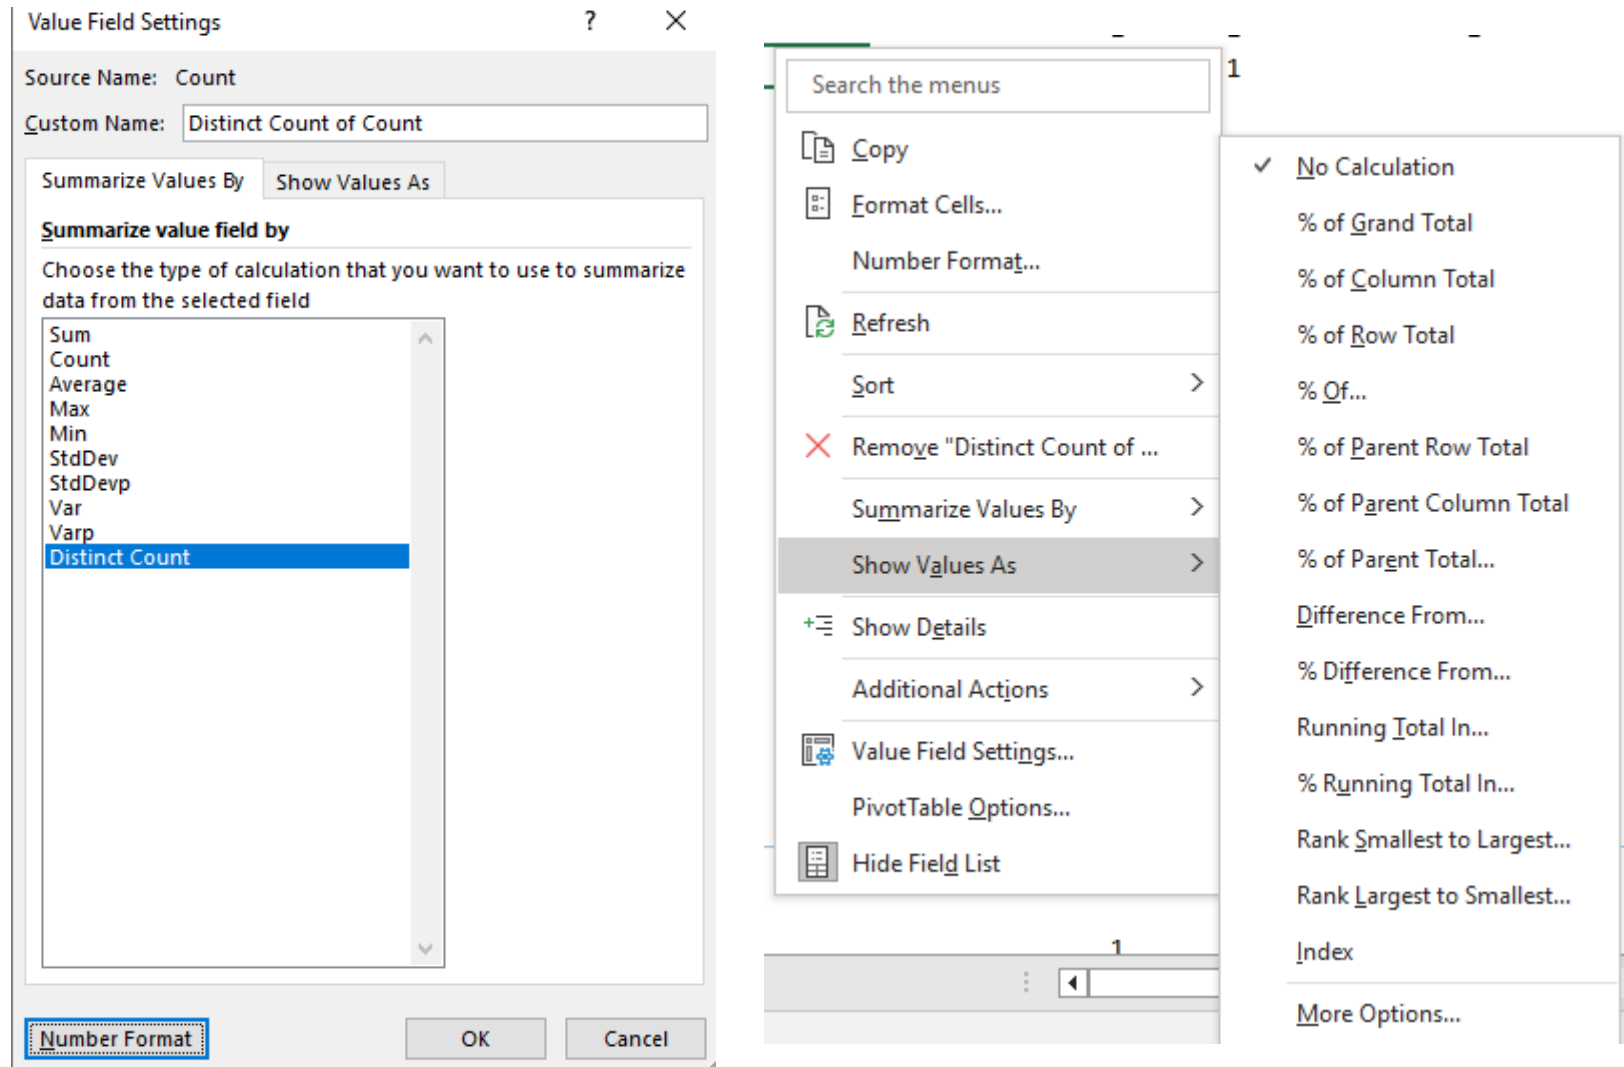 Value Field Settings
?
Source Name: Count
Custom Name: Distinct Count of Count
Summarize Values By
Show Values As
Summarize value field by
Choose the type of calculation that you want to use to summarize
data from the selected field
Sum
Count
Average
Max
Min
StdDev
StdDevp
Var
Varp
Distinct Count
Number Format
OK
Cancel
1
Search the menus
Copy
Format Cells...
Number Format...
Refresh
Sort
Remove "Distinct Count of ...
Summarize Values By
Show Values As
Show Details
Additional Actions
Value Field Settings...
PivotTable Options...
Hide Field List
1
No Calculation
% of Grand Total
% of Column Total
% of Row Total
% Of...
% of Parent Row Total
% of Parent Column Total
% of Parent Total...
Difference From...
% Difference From...
Running Total In...
% Running Total In...
Rank Smallest to Largest...
Rank Largest to Smallest...
Index
More Options...